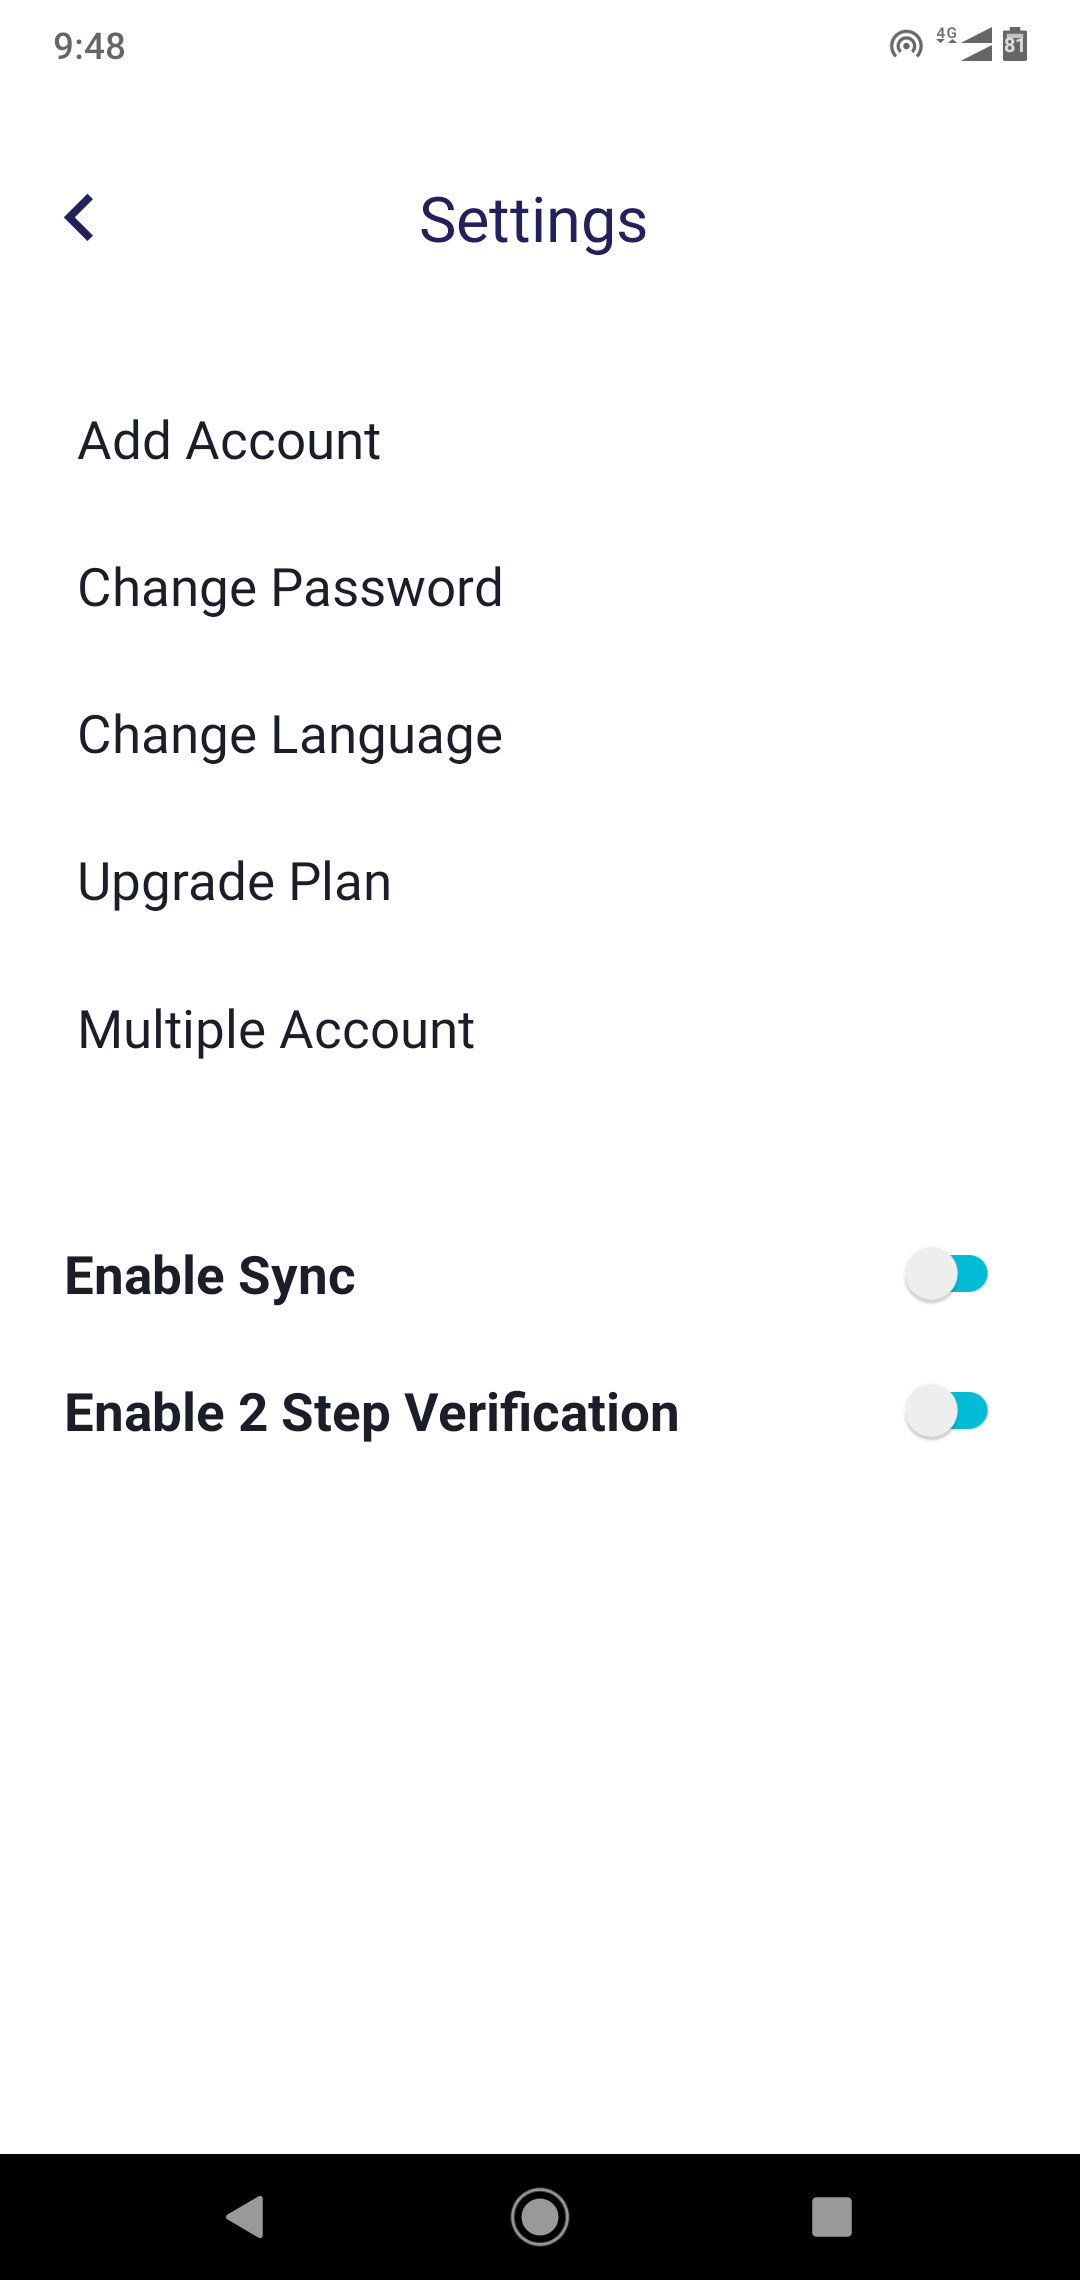 9:48
4G
81
Settings
Add Account
Change Password
Change Language
Upgrade Plan
Multiple Account
Enable Sync
Enable 2 Step Verification